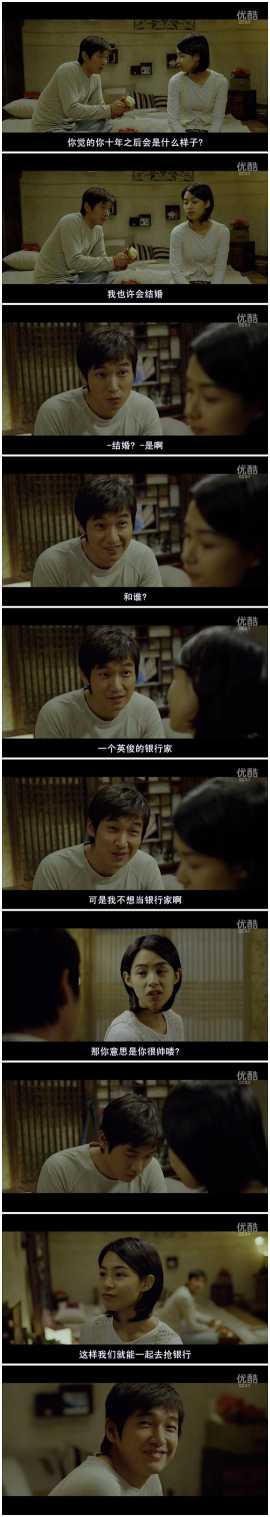 优酷
你觉的你十年之后会是什么样子?
优酷
我也许会结婚
优酷
-结婚? -是啊
优酷
和谁?
优酷
一个英俊的银行家
优酷
可是我不想当银行家啊
优酷
那你意思是你很帅喽?
优酷
优酷
这样我们就能一起去抢银行
优酷